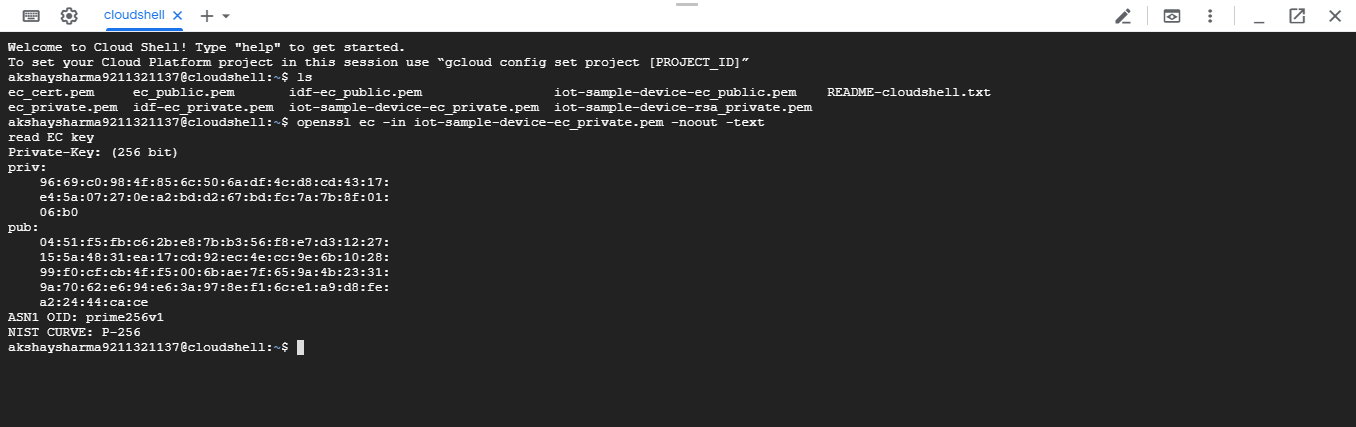 cloudshell
Welcome to Cloud Shell! Type "help" to get started.
To set your Cloud Platform project in this session use “gcloud config set project [PROJECT_ID]”
akshaysharma9211321137@cloudshell:~$ ls
ec_cert.pem     ec_public.pem       idf-ec_public.pem                 iot-sample-device-ec_public.pem    README-cloudshell.txt
ec_private.pem  idf-ec_private.pem  iot-sample-device-ec_private.pem  iot-sample-device-rsa_private.pem
akshaysharma9211321137@cloudshell:~$ openssl ec -in iot-sample-device-ec_private.pem -noout -text
read EC key
Private-Key: (256 bit)
priv:
    96:69:c0:98:4f:85:6c:50:6a:df:4c:d8:cd:43:17:
    e4:5a:07:27:0e:a2:bd:d2:67:bd:fc:7a:7b:8f:01:
    06:b0
pub:
    04:51:f5:fb:c6:2b:e8:7b:b3:56:f8:e7:d3:12:27:
    15:5a:48:31:ea:17:cd:92:ec:4e:cc:9e:6b:10:28:
    99:f0:cf:cb:4f:f5:00:6b:ae:7f:65:9a:4b:23:31:
    9a:70:62:e6:94:e6:3a:97:8e:f1:6c:e1:a9:d8:fe:
    a2:24:44:ca:ce
ASN1 OID: prime256v1
NIST CURVE: P-256
akshaysharma9211321137@cloudshell:~$